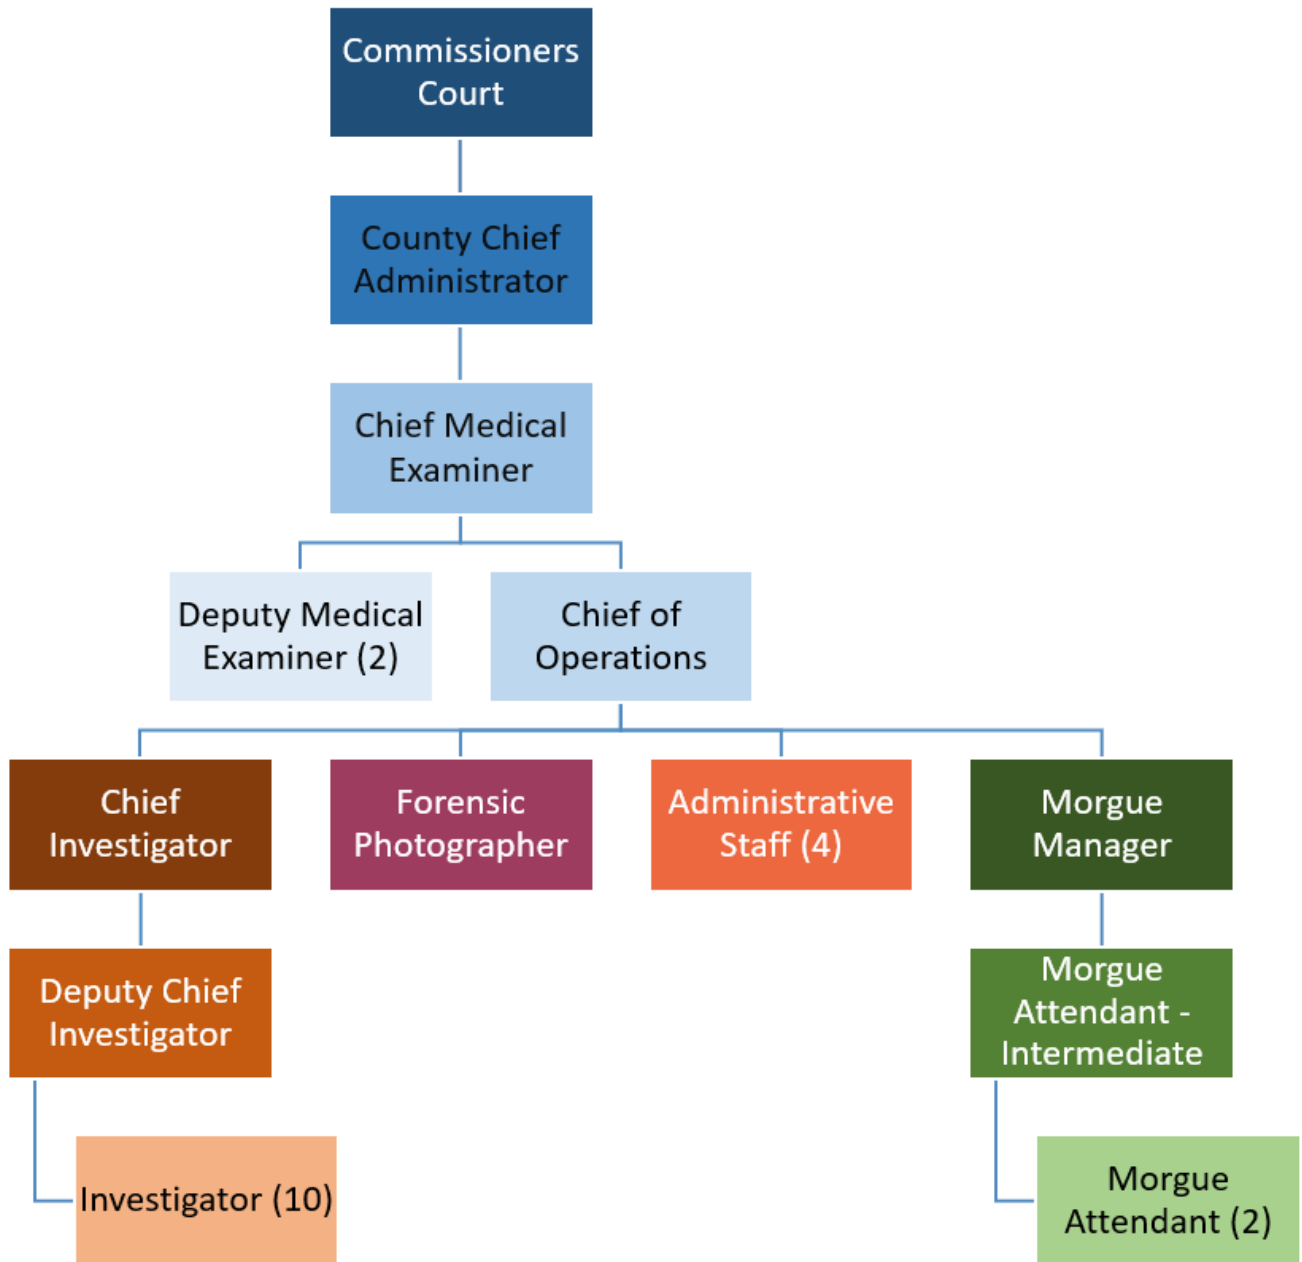 Commissioners
Court
County Chief
Administrator
Chief Medical
Examiner
Deputy Medical
Examiner (2)
Chief of
Operations
Chief
Investigator
Forensic
Photographer
Administrative
Staff (4)
Morgue
Manager
Deputy Chief
Investigator
Morgue
Attendant -
Intermediate
Investigator (10)
Morgue
Attendant (2)